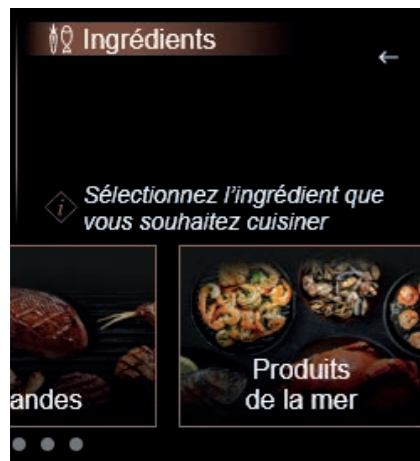 Ingrédients
Sélectionnez l'ingrédient que
vous souhaitez cuisiner
andes
Produits
de la mer